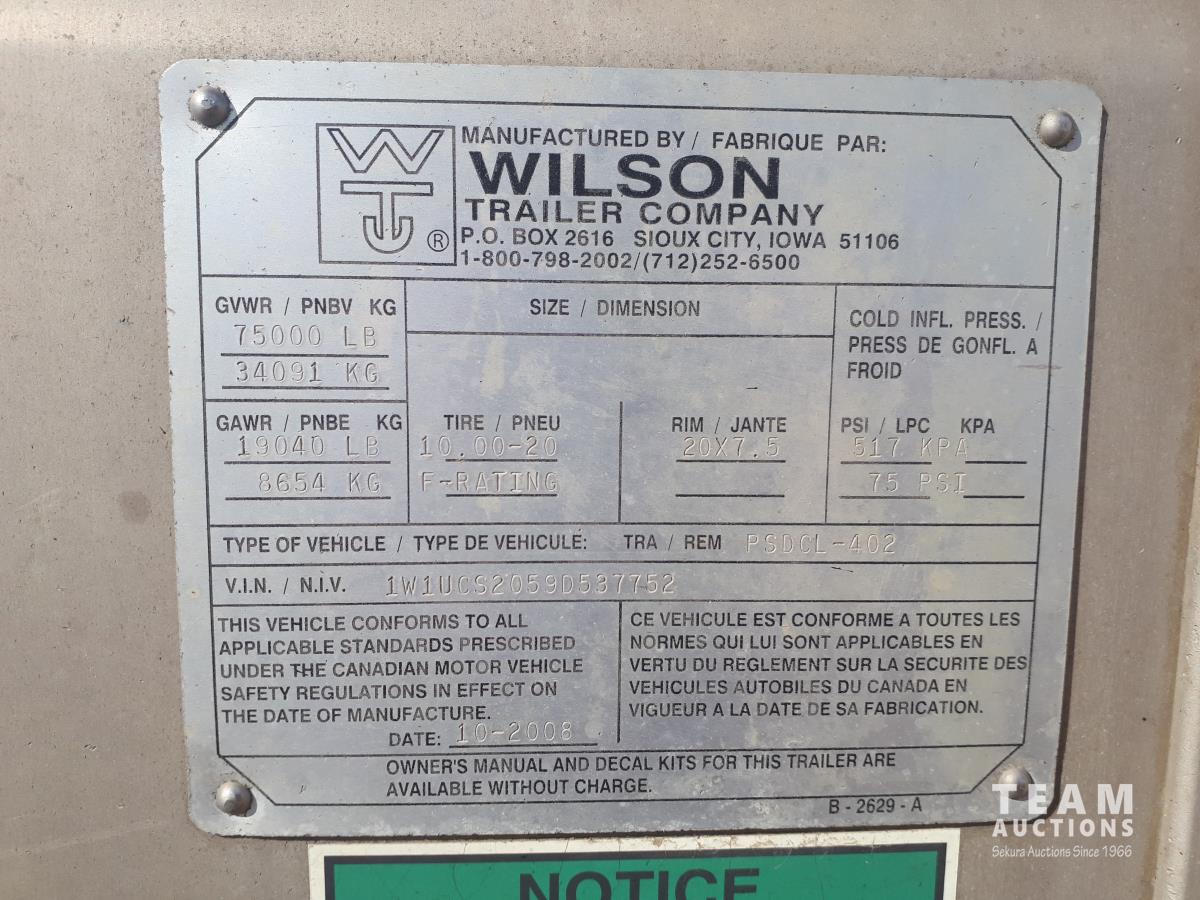 MANUFACTURED BY / FABRIQUE PAR:
WILSON
TRAILER COMPANY
P.O. BOX 2616 SIOUX CITY, IOWA 51106
1-800-798-2002/(712)252-6500
WT
®
GVWR / PNBV KG
75000 LB
34091 KG
SIZE / DIMENSION
COLD INFL. PRESS. /
PRESS DE GONFL. A
FROID
GAWR / PNBE KG
19040 LB
8654 KG
TIRE / PNEU
10.00-20
F-RATING
RIM / JANTE
20X7.5
PSI / LPC KPA
517 KPA
75 PSI
TYPE OF VEHICLE / TYPE DE VEHICULE: TRA / REM PSDCL-402
V.I.N. / N.I.V. 1W1UCS2059D537752
THIS VEHICLE CONFORMS TO ALL
APPLICABLE STANDARDS PRESCRIBED
UNDER THE CANADIAN MOTOR VEHICLE
SAFETY REGULATIONS IN EFFECT ON
THE DATE OF MANUFACTURE.
DATE: 10-2008
CE VEHICULE EST CONFORME A TOUTES LES
NORMES QUI LUI SONT APPLICABLES EN
VERTU DU REGLEMENT SUR LA SECURITE DES
VEHICULES AUTOBILES DU CANADA EN
VIGUEUR A LA DATE DE SA FABRICATION.
OWNER'S MANUAL AND DECAL KITS FOR THIS TRAILER ARE
AVAILABLE WITHOUT CHARGE.
B - 2629 - A
TEAM
AUCTIONS
Sekura Auctions Since 1966
NOTICE